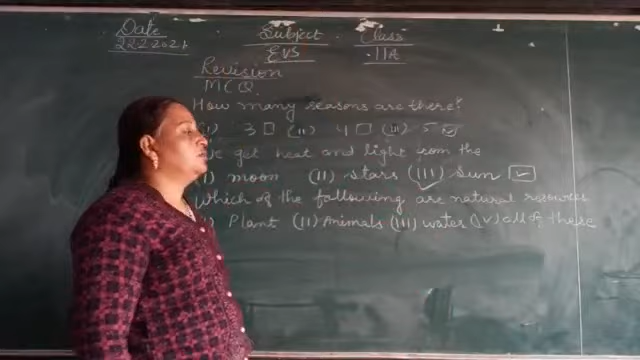 Date Subject Class
22.2.2021 EVS IIA
Revision
MCQ.
How many seasons are there?
3 (II) 4 (III) 5
get heat and light from the
moon (II) stars (III) Sun
Which of the following are natural resources
Plant (II) Animals (III) water (IV) all of these